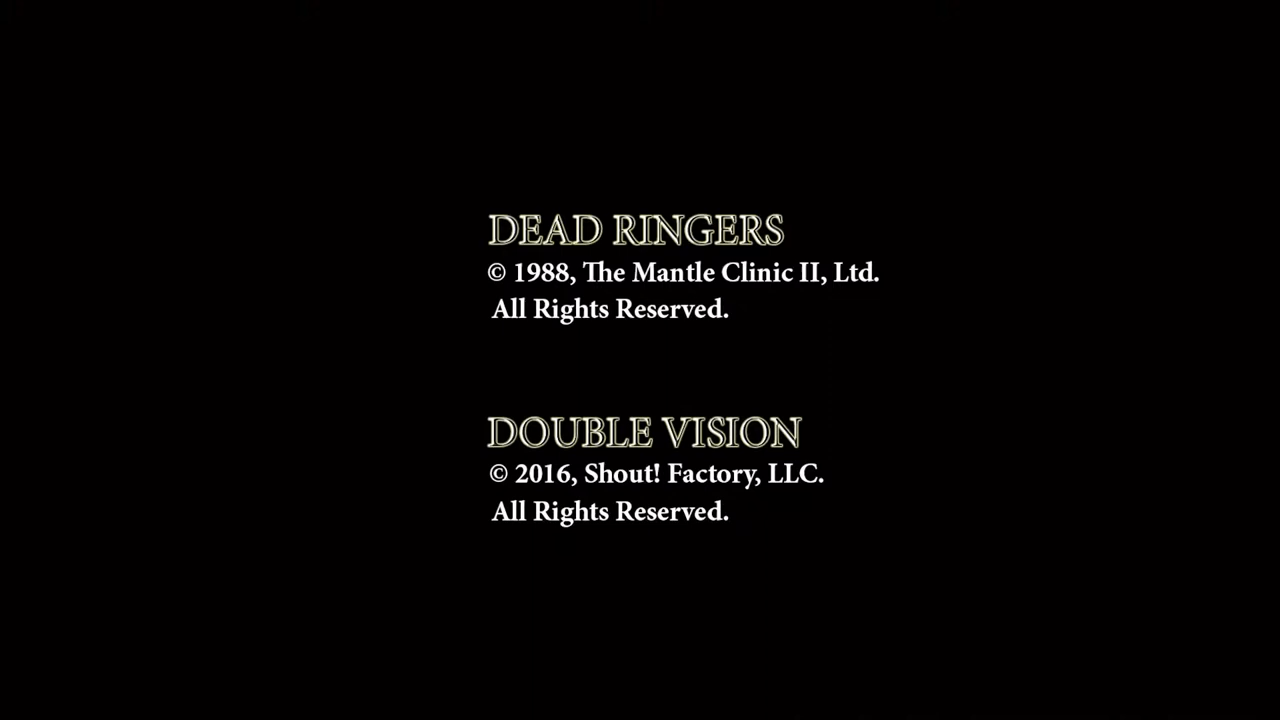 DEAD RINGERS
© 1988, The Mantle Clinic II, Ltd.
All Rights Reserved.
DOUBLE VISION
© 2016, Shout! Factory, LLC.
All Rights Reserved.